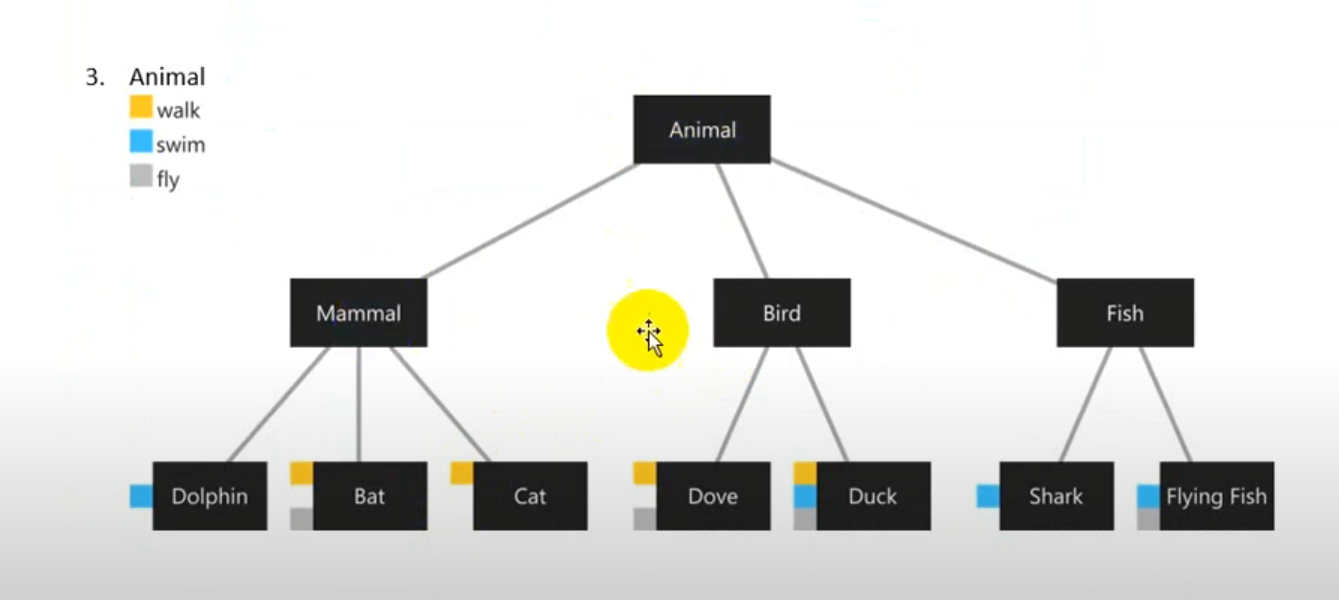 3. Animal
walk
swim
fly
Animal
Mammal
Bird
Fish
Dolphin
Bat
Cat
Dove
Duck
Shark
Flying Fish